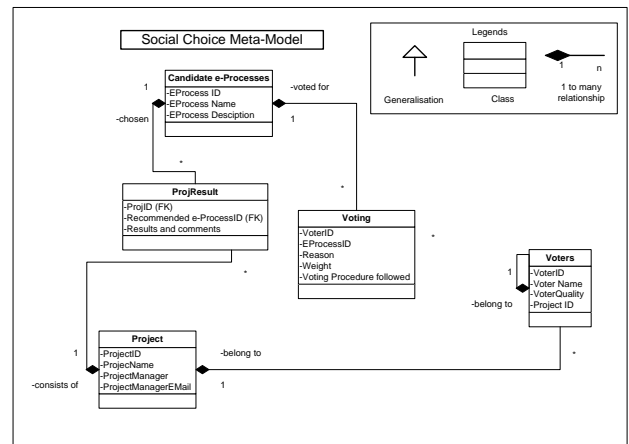 Social Choice Meta-Model
Legends
1
n
Generalisation
Class
1 to many
relationship
1
Candidate e-Processes
-EProcess ID
-EProcess Name
-EProcess Desciption
-voted for
1
-chosen
*
*
ProjResult
-ProjID (FK)
-Recommended e-ProcessID (FK)
-Results and comments
*
Voting
-VoterID
-EProcessID
-Reason
-Weight
-Voting Procedure followed
*
Voters
-VoterID
-Voter Name
-VoterQuality
-Project ID
1
-belong to
*
Project
-ProjectID
-ProjecName
-ProjectManager
-ProjectManagerEMail
1
-consists of
-belong to
1